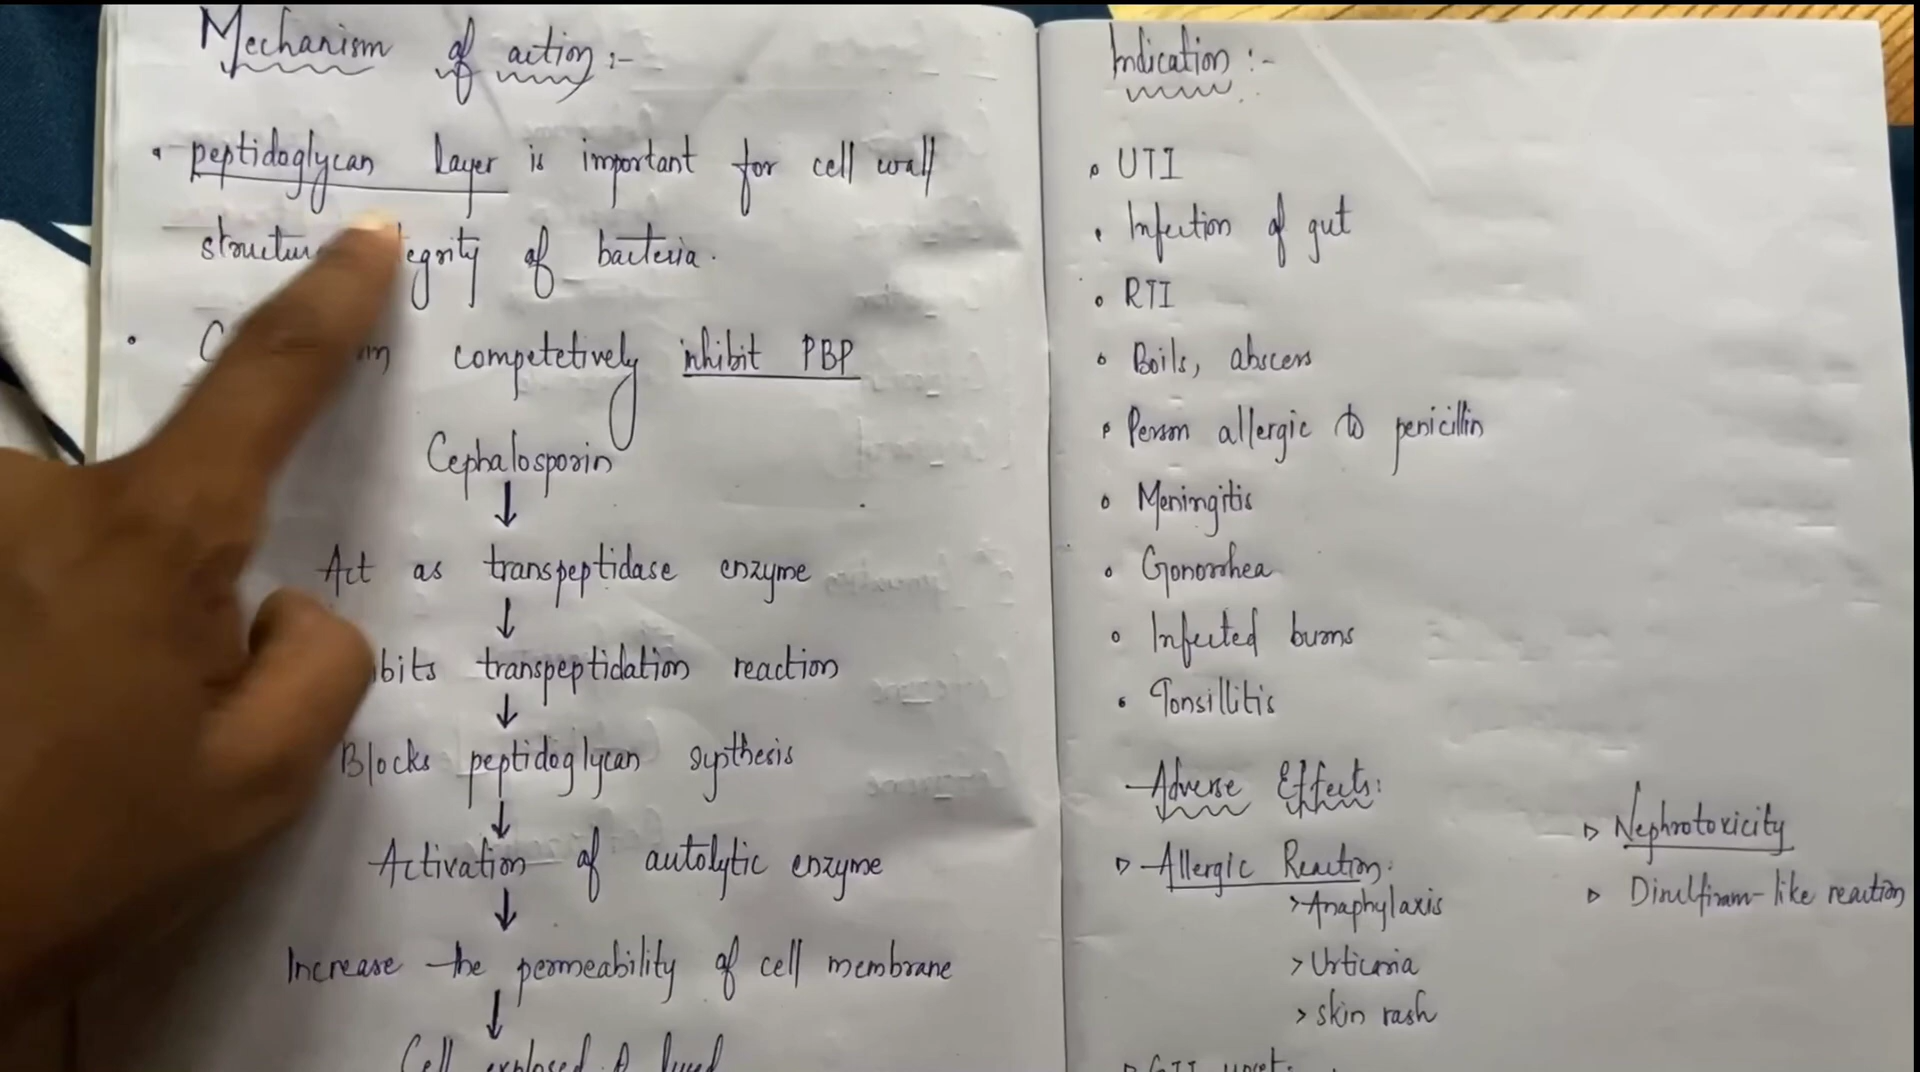 Mechanism of action :-
• peptidoglycan layer is important for cell wall
egrity of bacteria.
• competetively inhibit PBP
Cephalosporin
↓
Act as transpeptidase enzyme
↓
bits transpeptidation reaction
↓
Blocks peptidoglycan synthesis
↓
Activation of autolytic enzyme
↓
Increase the permeability of cell membrane
↓
Cell
Indication :-
• UTI
• Infection of gut
• RTI
• Boils, abscess
• Person allergic to penicillin
• Meningitis
• Gonorrhea
• Infected burns
• Tonsillitis
Adverse Effects:
▷ Allergic Reaction:
> Anaphylaxis
> Urticaria
> skin rash
▷ GIT upset:
▷ Nephrotoxicity
▷ Disulfiram-like reaction